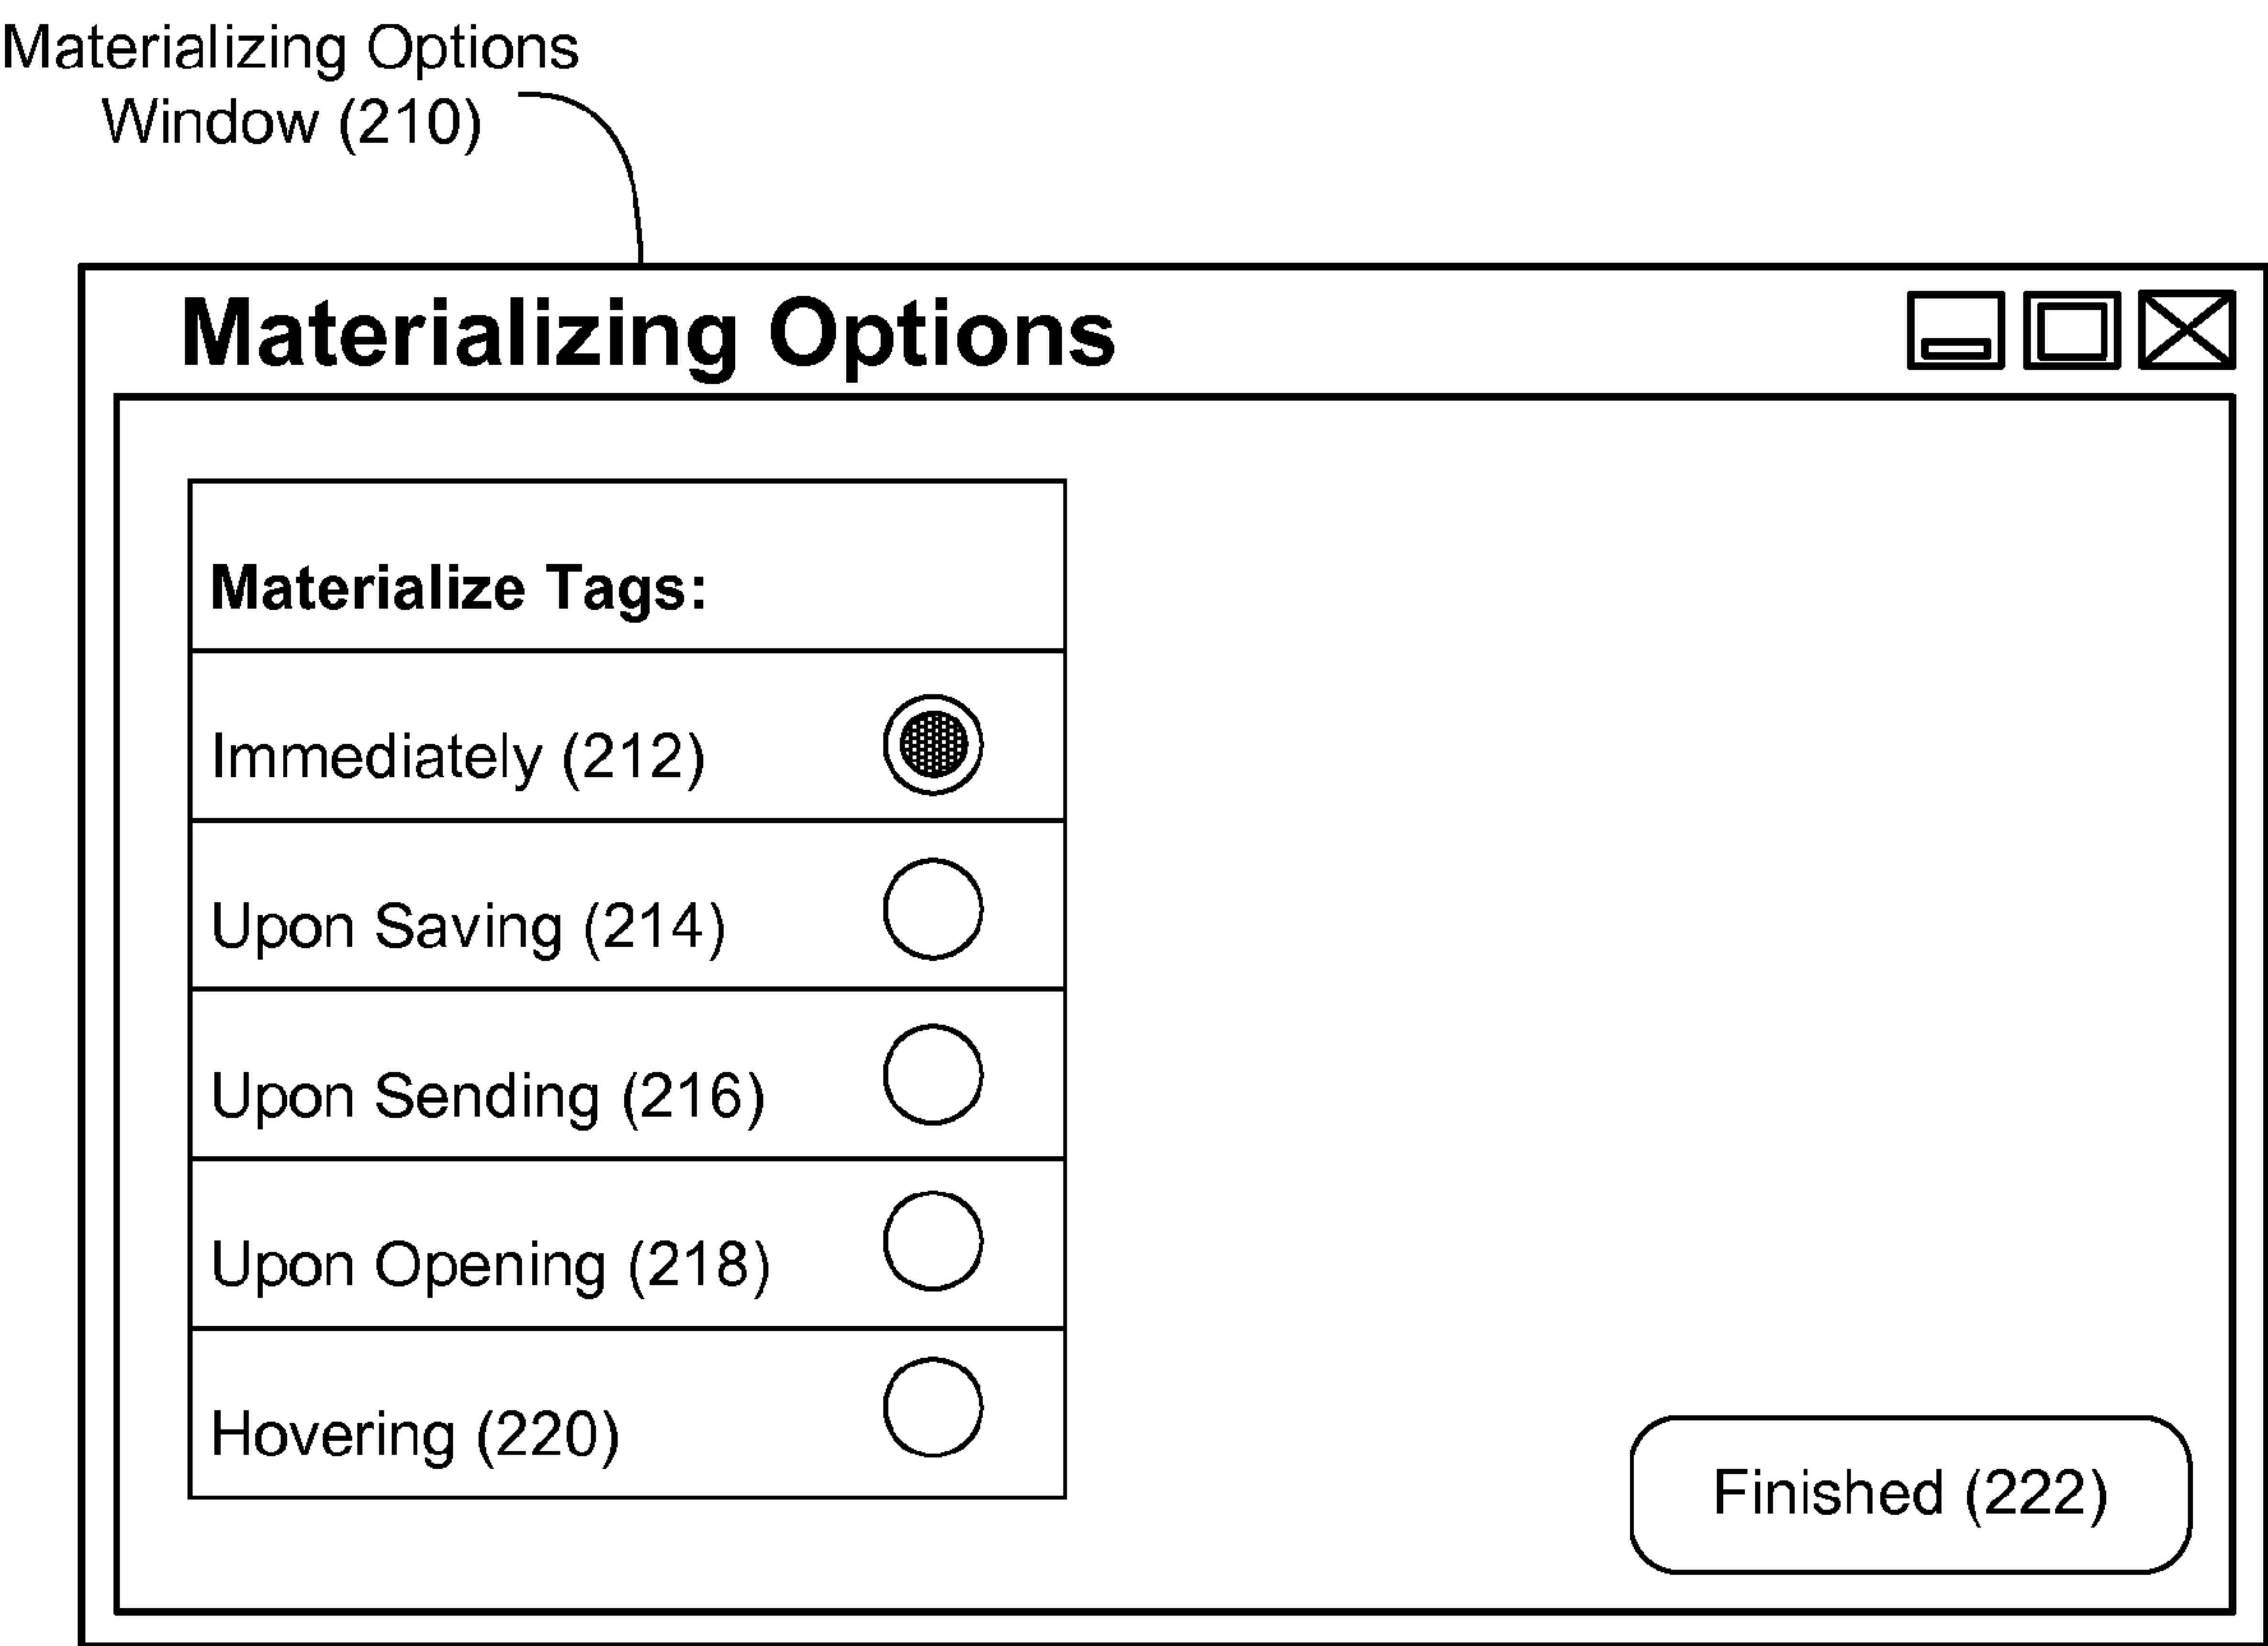 Materializing Options
Window (210)
Materializing Options
Materialize Tags:
Immediately (212)
Upon Saving (214)
Upon Sending (216)
Upon Opening (218)
Hovering (220)
Finished (222)